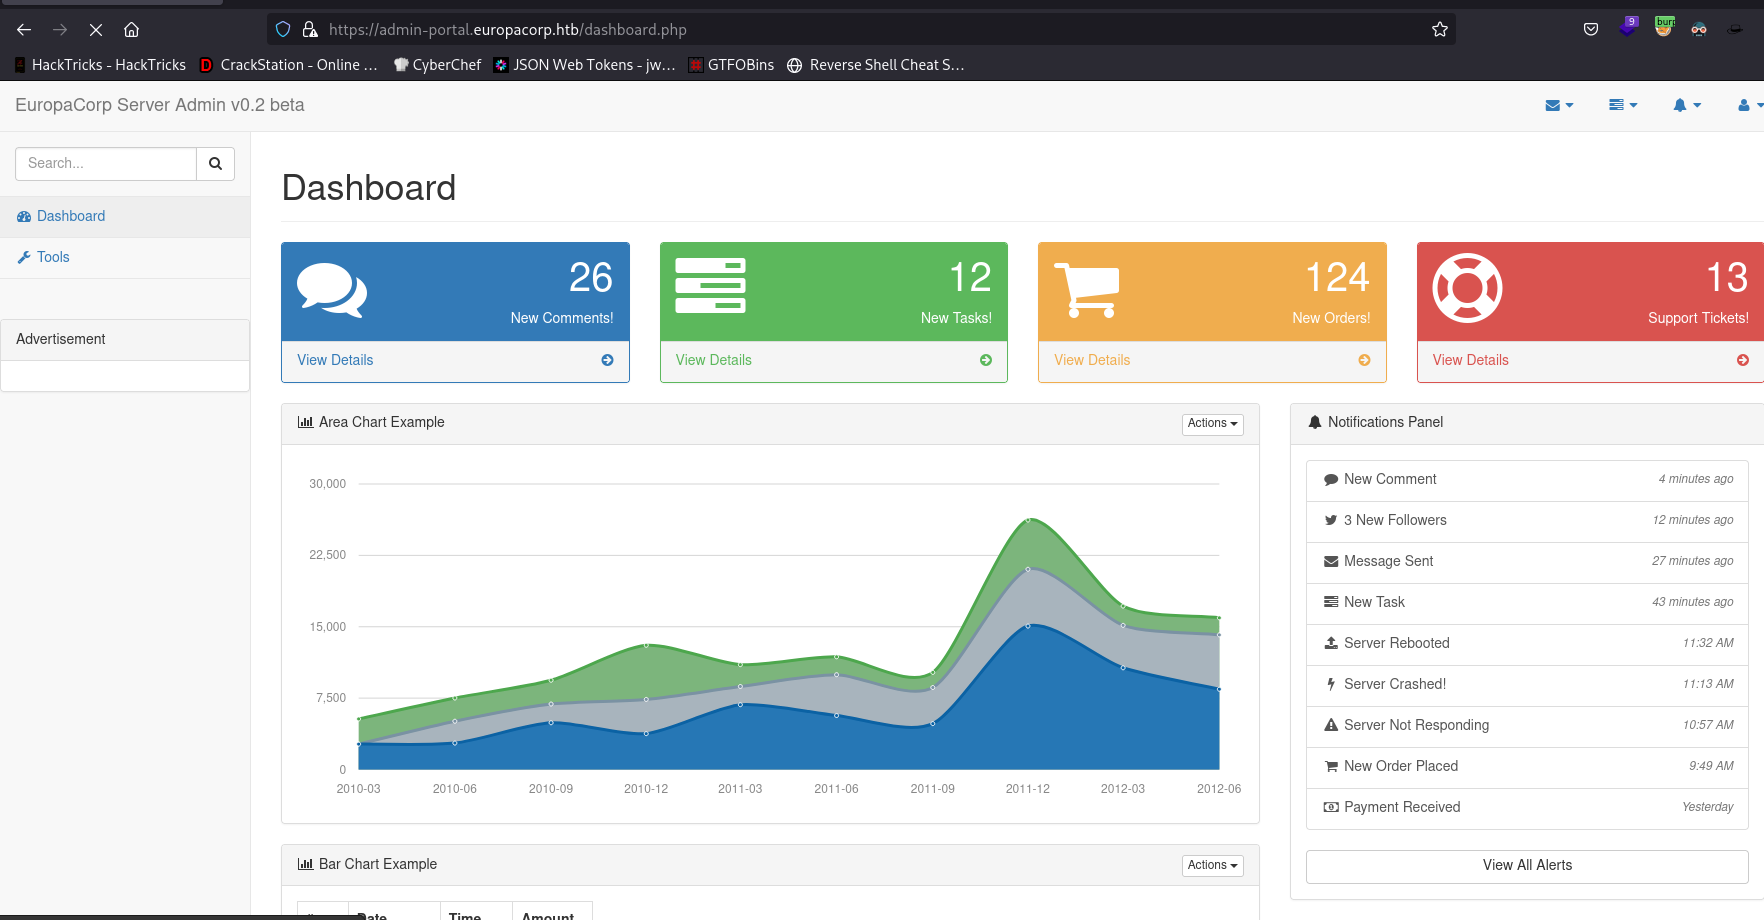 https://admin-portal.europacorp.htb/dashboard.php
9
burp
HackTricks - HackTricks
CrackStation - Online ...
CyberChef
JSON Web Tokens - jw...
GTFOBins
Reverse Shell Cheat S...
EuropaCorp Server Admin v0.2 beta
Search...
Dashboard
Tools
Advertisement
Dashboard
26
New Comments!
View Details
12
New Tasks!
View Details
124
New Orders!
View Details
13
Support Tickets!
View Details
Area Chart Example
Actions
30,000
22,500
15,000
7,500
0
2010-03 2010-06 2010-09 2010-12 2011-03 2011-06 2011-09 2011-12 2012-03 2012-06
Bar Chart Example
Actions
Date Time Amount
Notifications Panel
New Comment 4 minutes ago
3 New Followers 12 minutes ago
Message Sent 27 minutes ago
New Task 43 minutes ago
Server Rebooted 11:32 AM
Server Crashed! 11:13 AM
Server Not Responding 10:57 AM
New Order Placed 9:49 AM
Payment Received Yesterday
View All Alerts